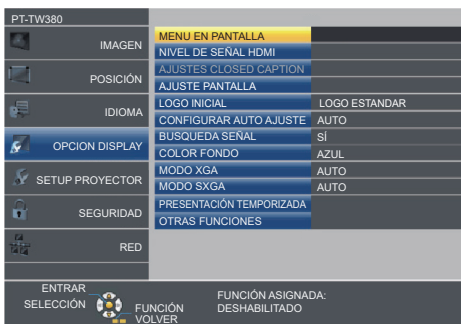 PT-TW380
IMAGEN
POSICIÓN
IDIOMA
OPCION DISPLAY
SETUP PROYECTOR
SEGURIDAD
RED
MENU EN PANTALLA
NIVEL DE SEÑAL HDMI
AJUSTES CLOSED CAPTION
AJUSTE PANTALLA
LOGO INICIAL LOGO ESTANDAR
CONFIGURAR AUTO AJUSTE AUTO
BUSQUEDA SEÑAL SÍ
COLOR FONDO AZUL
MODO XGA AUTO
MODO SXGA AUTO
PRESENTACIÓN TEMPORIZADA
OTRAS FUNCIONES
ENTRAR
SELECCIÓN
FUNCIÓN
VOLVER
FUNCIÓN ASIGNADA:
DESHABILITADO